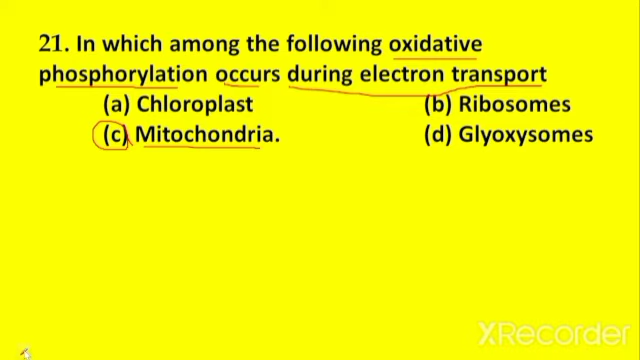 21. In which among the following oxidative
phosphorylation occurs during electron transport
(a) Chloroplast (b) Ribosomes
(c) Mitochondria. (d) Glyoxysomes
XRecorder